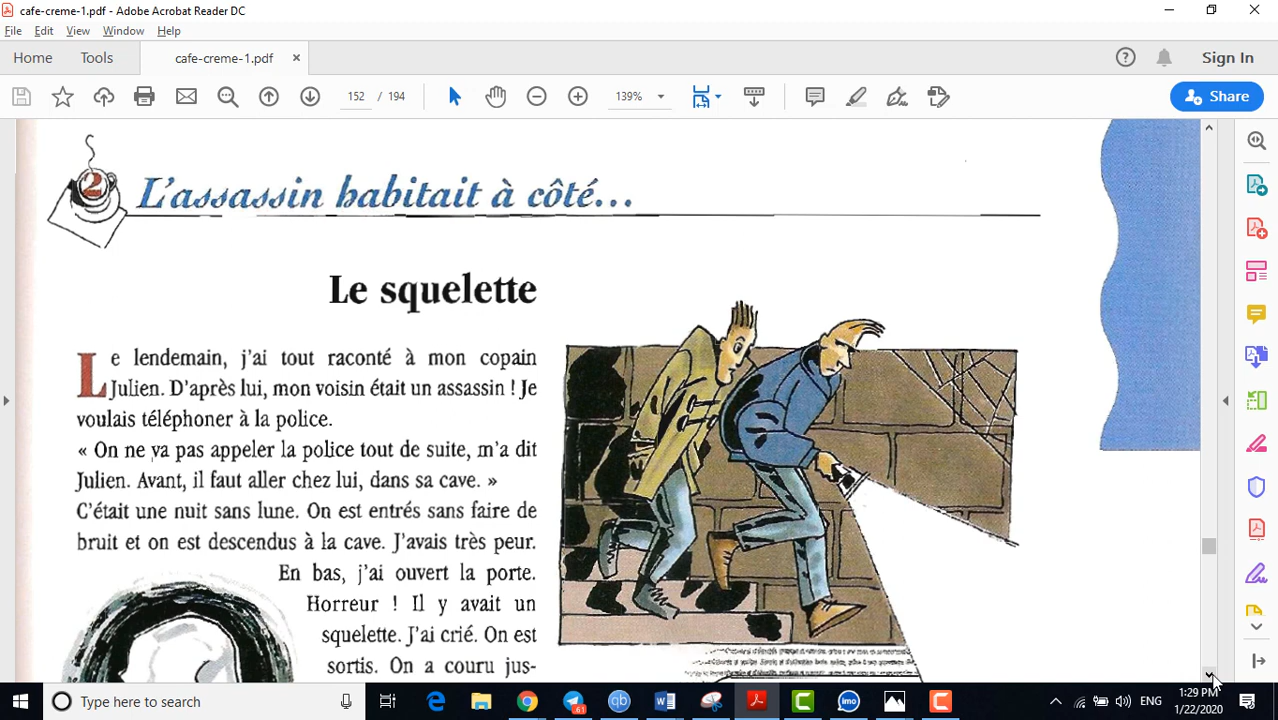 cafe-creme-1.pdf - Adobe Acrobat Reader DC
File Edit View Window Help
Home Tools cafe-creme-1.pdf × Sign In
152 / 194 139% Share
2 L'assassin habitait à côté...
Le squelette
Le lendemain, j'ai tout raconté à mon copain
Julien. D'après lui, mon voisin était un assassin ! Je
voulais téléphoner à la police.
« On ne va pas appeler la police tout de suite, m'a dit
Julien. Avant, il faut aller chez lui, dans sa cave. »
C'était une nuit sans lune. On est entrés sans faire de
bruit et on est descendus à la cave. J'avais très peur.
En bas, j'ai ouvert la porte.
Horreur ! Il y avait un
squelette. J'ai crié. On est
sortis. On a couru jus-
Type here to search 61 qb W imo C C ENG 1:29 PM
1/22/2020